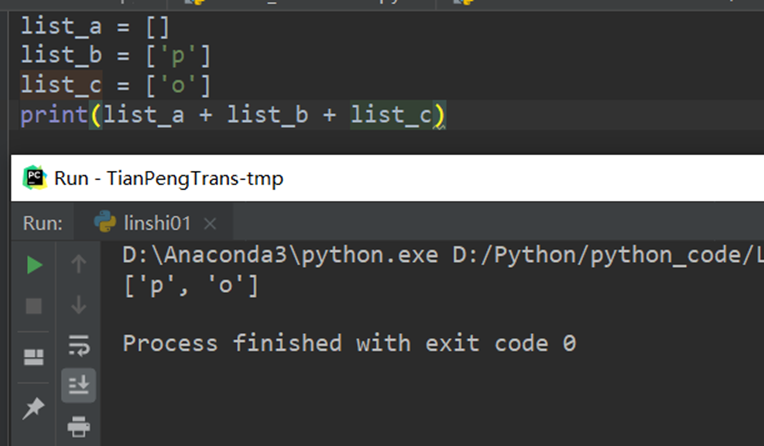 list_a = []
list_b = ['p']
list_c = ['o']
print(list_a + list_b + list_c)
PC
Run - TianPengTrans-tmp
Run:
linshi01
D:\Anaconda3\python.exe D:/Python/python_code/L
['p', 'o']
Process finished with exit code 0